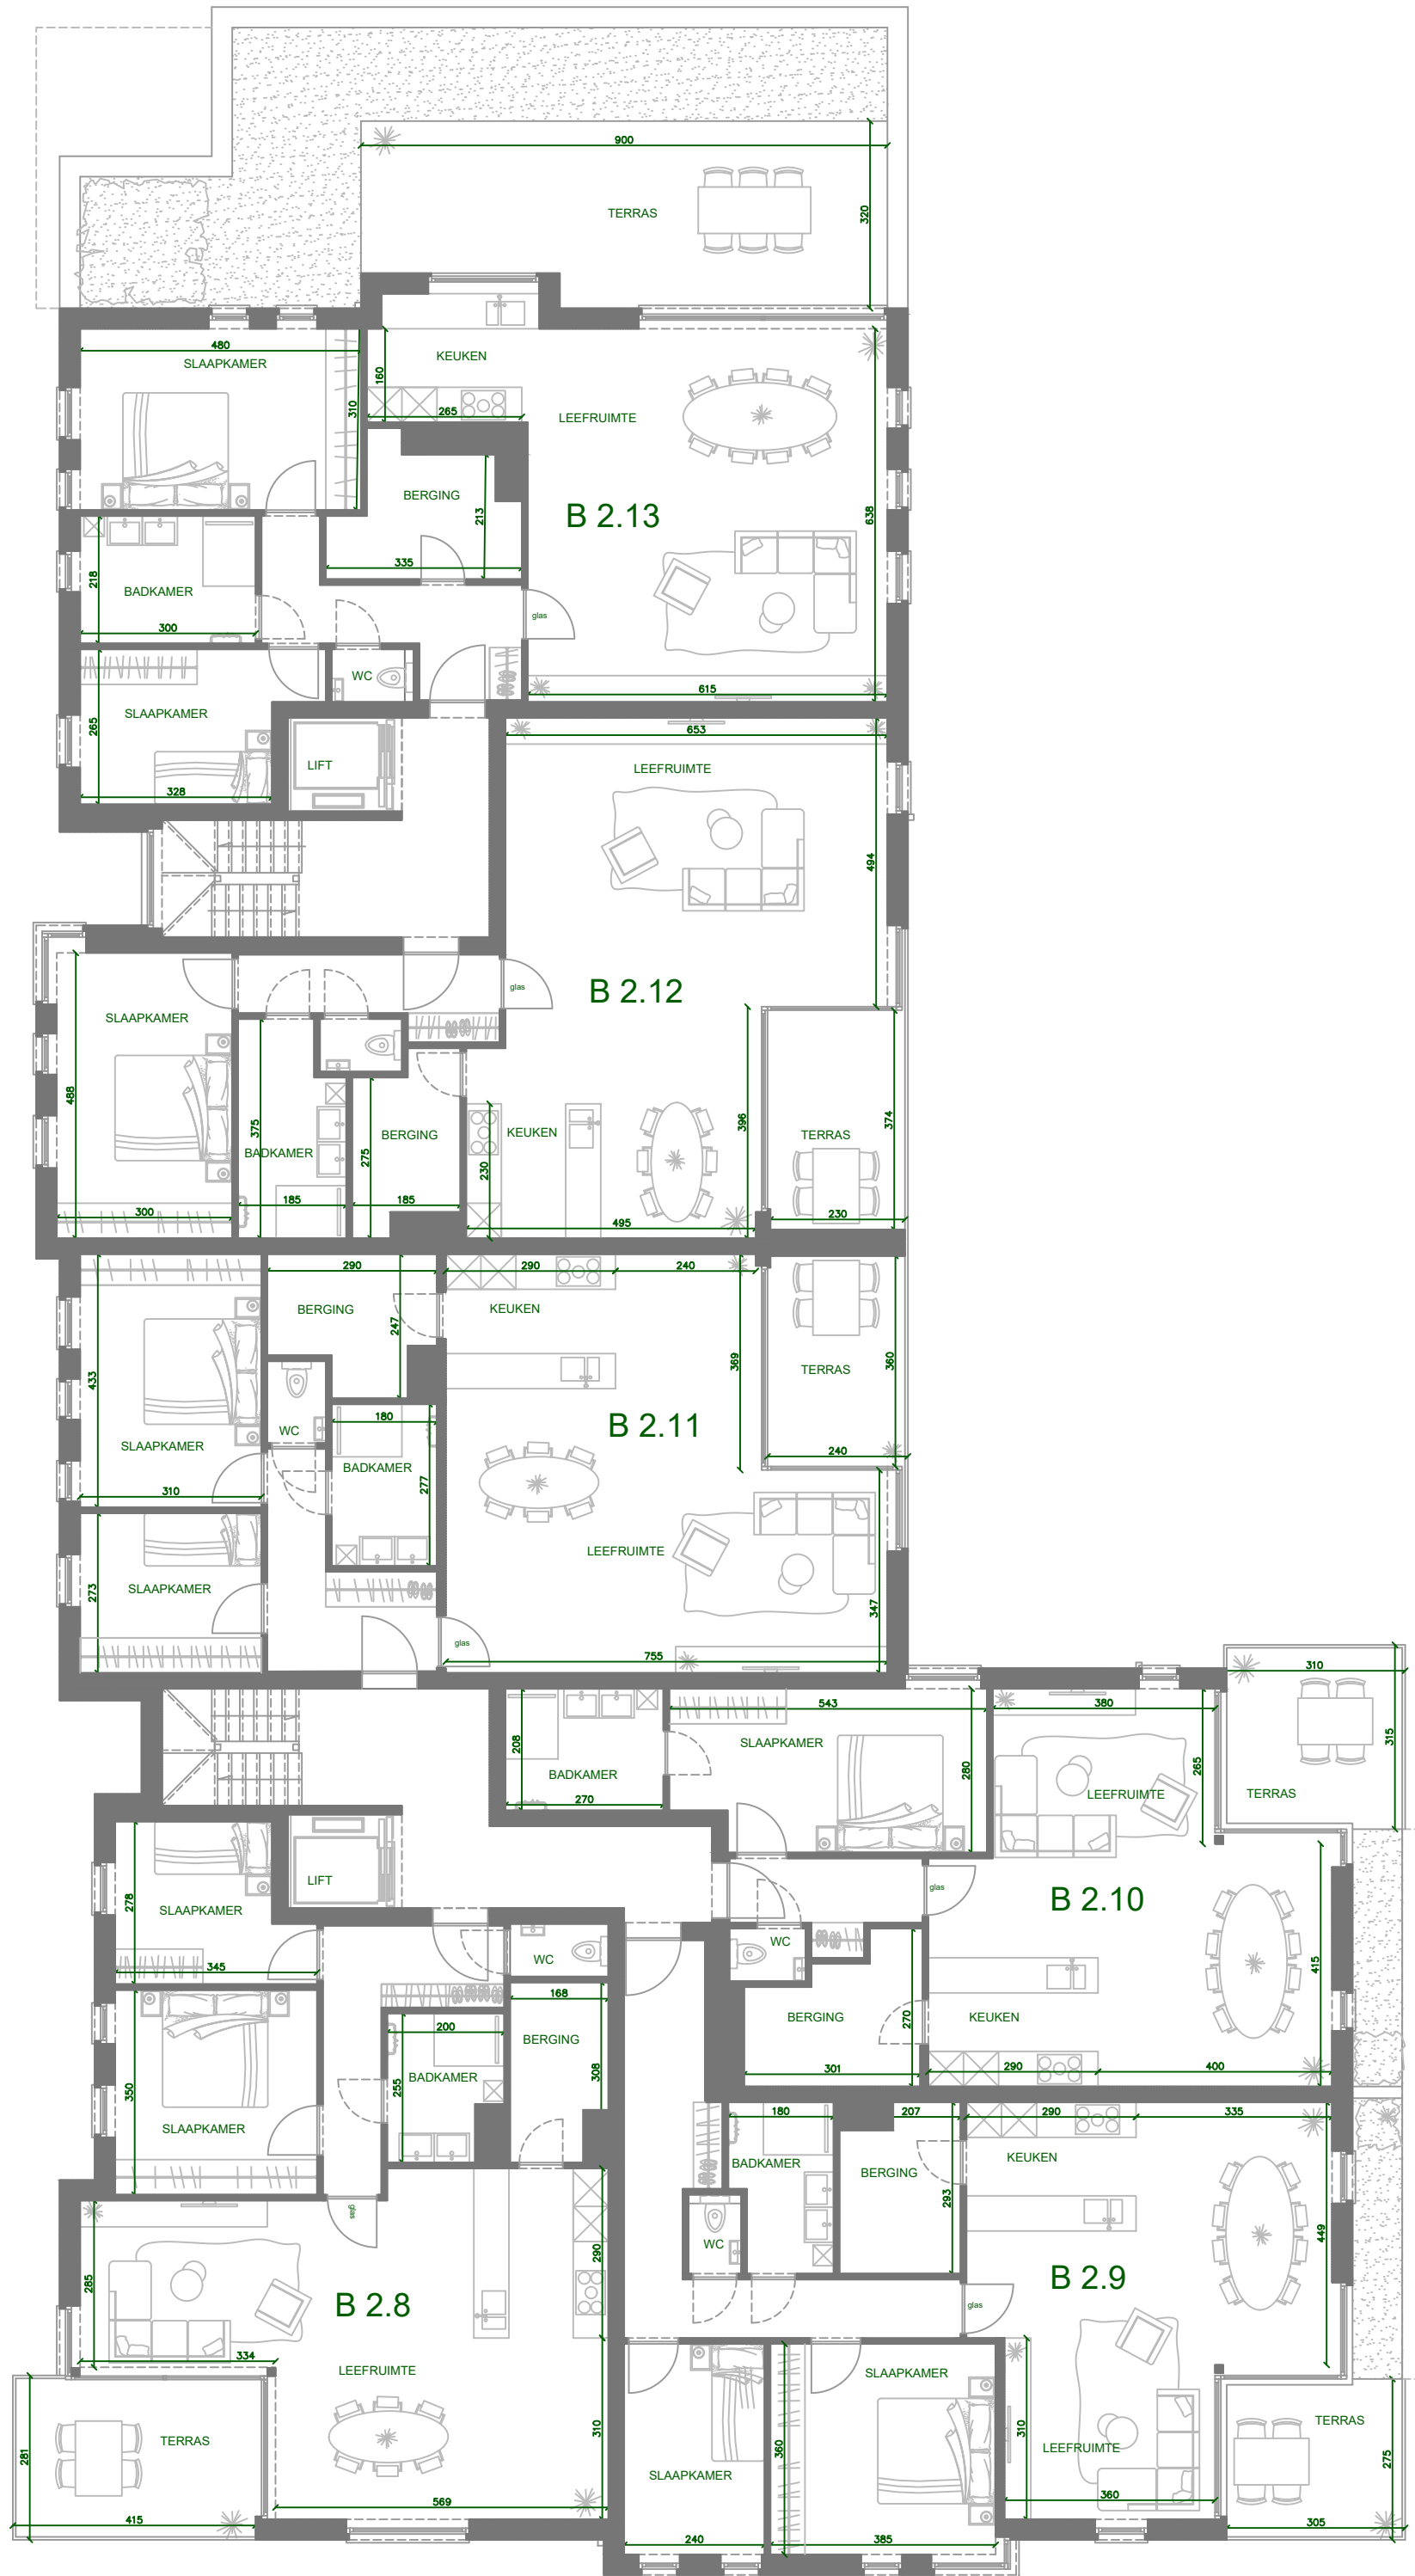 900
TERRAS
320
480
SLAAPKAMER
310
KEUKEN
160
265
LEEFRUIMTE
BERGING
213
335
B 2.13
638
BADKAMER
218
300
glas
WC
615
SLAAPKAMER
265
328
LIFT
653
LEEFRUIMTE
494
B 2.12
glas
SLAAPKAMER
488
300
375
BADKAMER
185
BERGING
275
185
KEUKEN
230
495
396
TERRAS
374
230
290
BERGING
247
290
240
KEUKEN
369
TERRAS
360
240
433
SLAAPKAMER
310
WC
180
BADKAMER
277
B 2.11
LEEFRUIMTE
347
755
glas
SLAAPKAMER
273
208
BADKAMER
270
543
SLAAPKAMER
280
380
LEEFRUIMTE
265
310
TERRAS
315
LIFT
278
SLAAPKAMER
345
glas
B 2.10
415
WC
BERGING
270
301
KEUKEN
290
400
WC
168
BERGING
308
200
BADKAMER
255
350
SLAAPKAMER
glas
180
BADKAMER
207
BERGING
293
290
335
KEUKEN
449
WC
B 2.9
glas
285
B 2.8
290
334
LEEFRUIMTE
310
TERRAS
281
415
569
SLAAPKAMER
240
SLAAPKAMER
360
385
310
LEEFRUIMTE
360
TERRAS
275
305